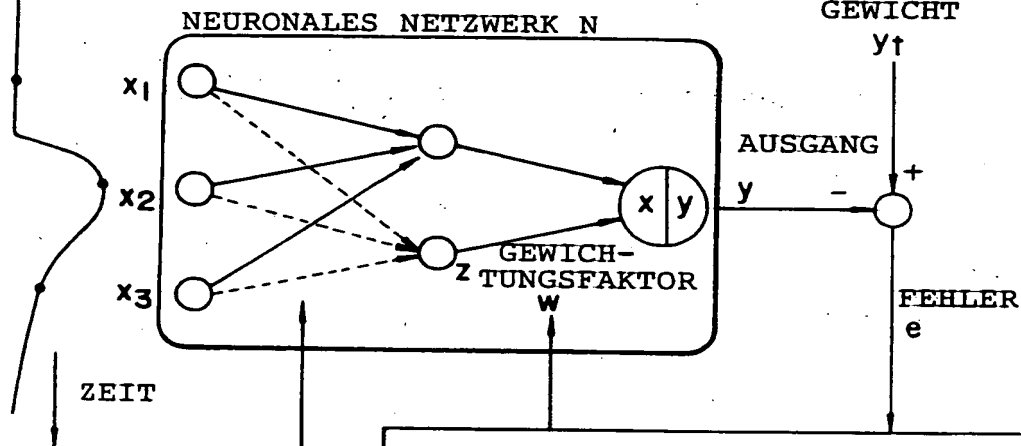 NEURONALES NETZWERK N
GEWICHT
yt
x1
x2
x3
x y
z
GEWICH-
TUNGSFAKTOR
w
AUSGANG
y
-
+
FEHLER
e
ZEIT